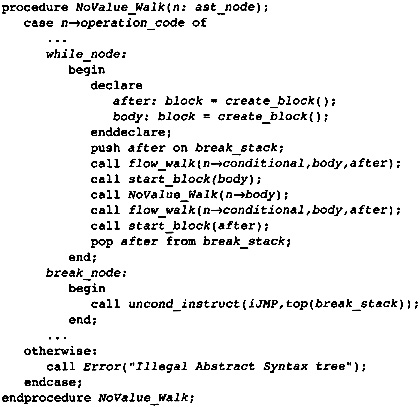 procedure NoValue_Walk(n: ast_node);
case n→operation_code of
...
while_node:
begin
declare
after: block = create_block();
body: block = create_block();
enddeclare;
push after on break_stack;
call flow_walk(n→conditional,body,after);
call start_block(body);
call NoValue_Walk(n→body);
call flow_walk(n→conditional,body,after);
call start_block(after);
pop after from break_stack;
end;
break_node:
begin
call uncond_instruct(iJMP,top(break_stack));
end;
...
otherwise:
call Error("Illegal Abstract Syntax tree");
endcase;
endprocedure NoValue_Walk;